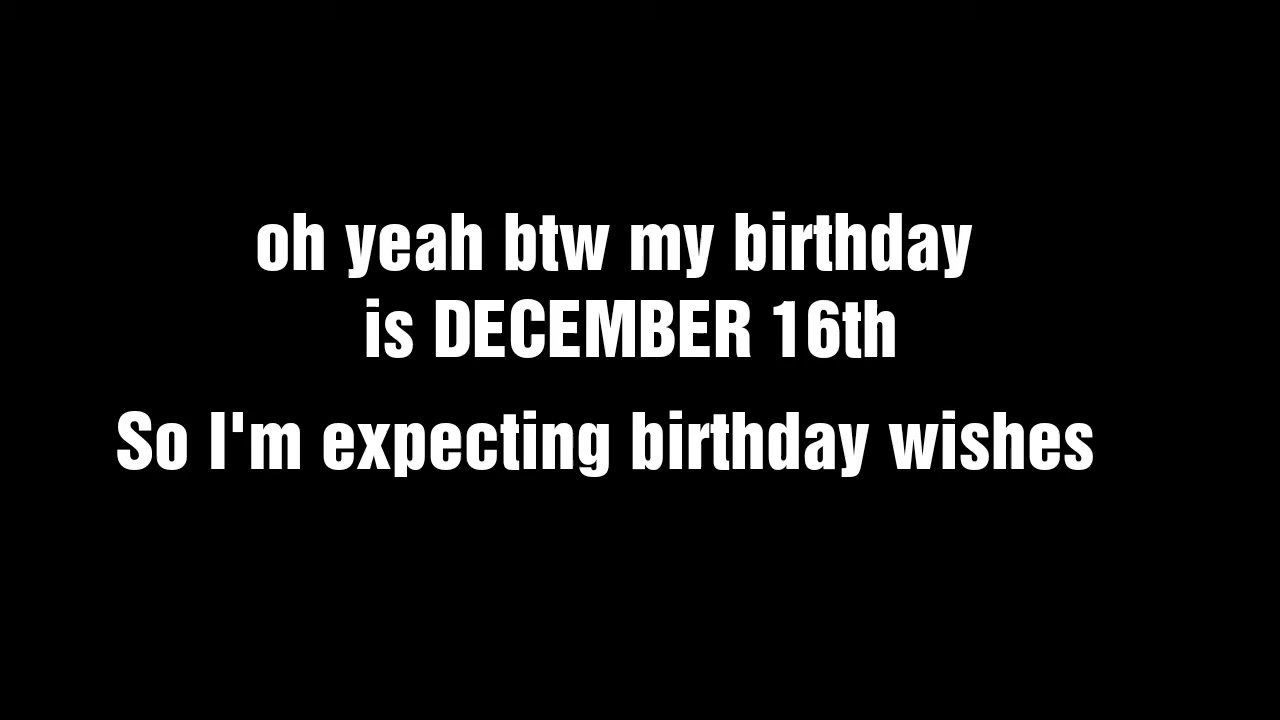 oh yeah btw my birthday
is DECEMBER 16th
So I'm expecting birthday wishes